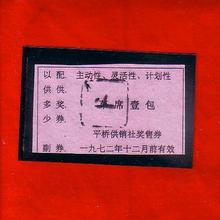 以配　主动性、灵活性、计划性
供供
多奖　席壹包
少券
平桥供销社奖售券
副券　一九七二年十二月前有效